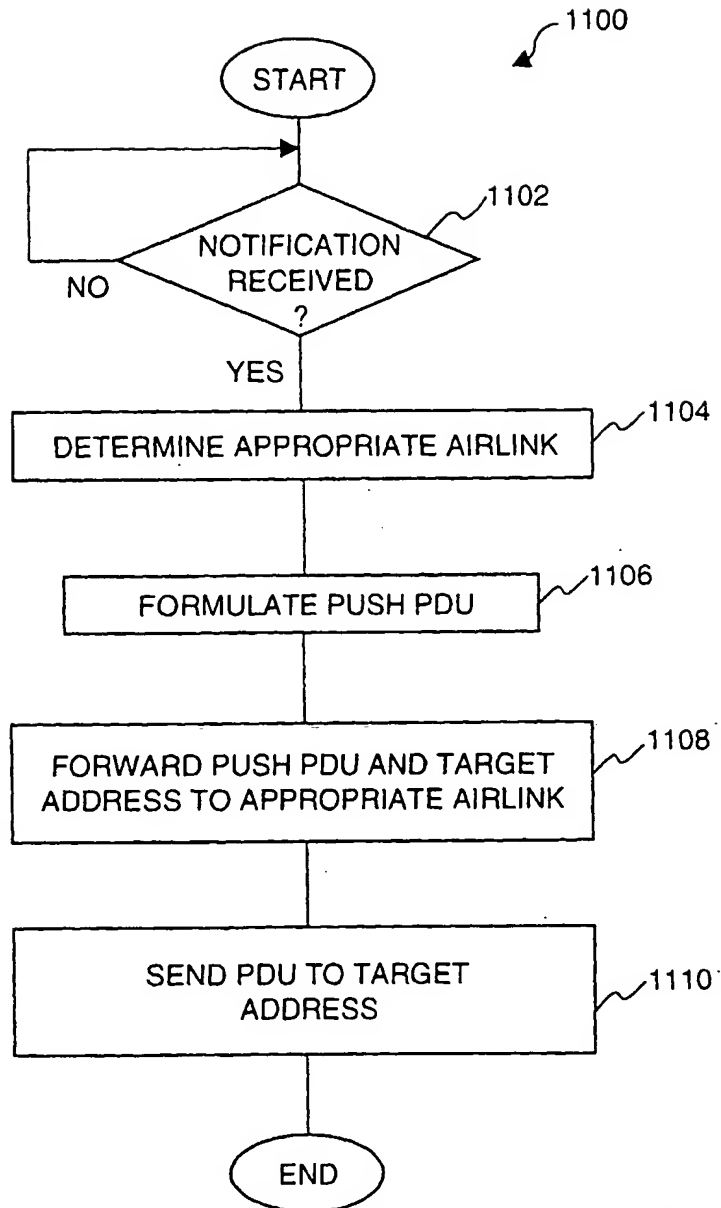 1100
START
1102
NOTIFICATION
RECEIVED
?
NO
YES
1104
DETERMINE APPROPRIATE AIRLINK
1106
FORMULATE PUSH PDU
1108
FORWARD PUSH PDU AND TARGET
ADDRESS TO APPROPRIATE AIRLINK
SEND PDU TO TARGET
ADDRESS
1110
END